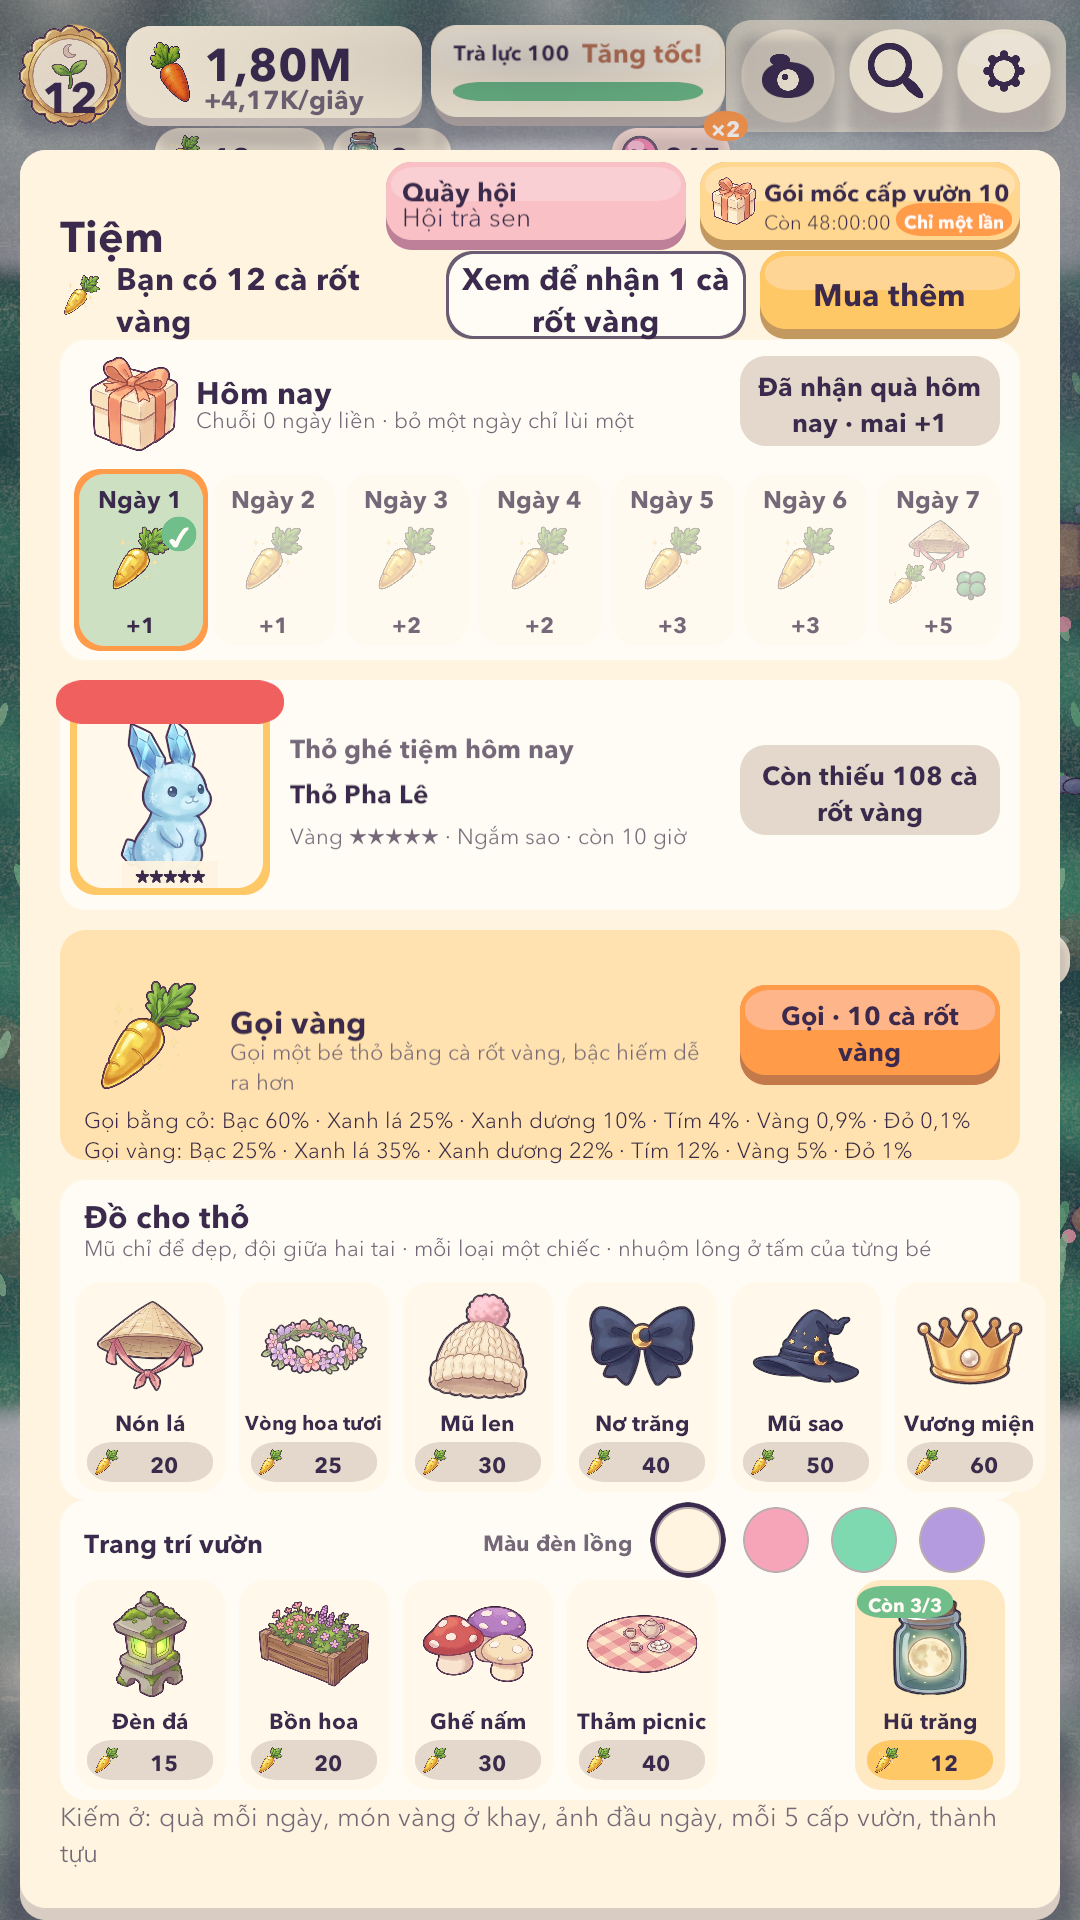 12
1,80M
+4,17K/giây
Trà lực 100 Tăng tốc!
×2
Tiệm
Quầy hội
Hội trà sen
Gói mốc cấp vườn 10
Còn 48:00:00 Chỉ một lần
Bạn có 12 cà rốt
vàng
Xem để nhận 1 cà
rốt vàng
Mua thêm
Hôm nay
Chuỗi 0 ngày liền · bỏ một ngày chỉ lùi một
Đã nhận quà hôm
nay · mai +1
Ngày 1 Ngày 2 Ngày 3 Ngày 4 Ngày 5 Ngày 6 Ngày 7
+1 +1 +2 +2 +3 +3 +5
Thỏ ghé tiệm hôm nay
Thỏ Pha Lê
Vàng ★★★★★ · Ngắm sao · còn 10 giờ
★★★★★
Còn thiếu 108 cà
rốt vàng
Gọi vàng
Gọi một bé thỏ bằng cà rốt vàng, bậc hiếm dễ
ra hơn
Gọi · 10 cà rốt
vàng
Gọi bằng cỏ: Bạc 60% · Xanh lá 25% · Xanh dương 10% · Tím 4% · Vàng 0,9% · Đỏ 0,1%
Gọi vàng: Bạc 25% · Xanh lá 35% · Xanh dương 22% · Tím 12% · Vàng 5% · Đỏ 1%
Đồ cho thỏ
Mũ chỉ để đẹp, đội giữa hai tai · mỗi loại một chiếc · nhuộm lông ở tấm của từng bé
Nón lá Vòng hoa tươi Mũ len Nơ trăng Mũ sao Vương miện
20 25 30 40 50 60
Trang trí vườn
Màu đèn lồng
Còn 3/3
Đèn đá Bồn hoa Ghế nấm Thảm picnic Hũ trăng
15 20 30 40 12
Kiếm ở: quà mỗi ngày, món vàng ở khay, ảnh đầu ngày, mỗi 5 cấp vườn, thành
tựu